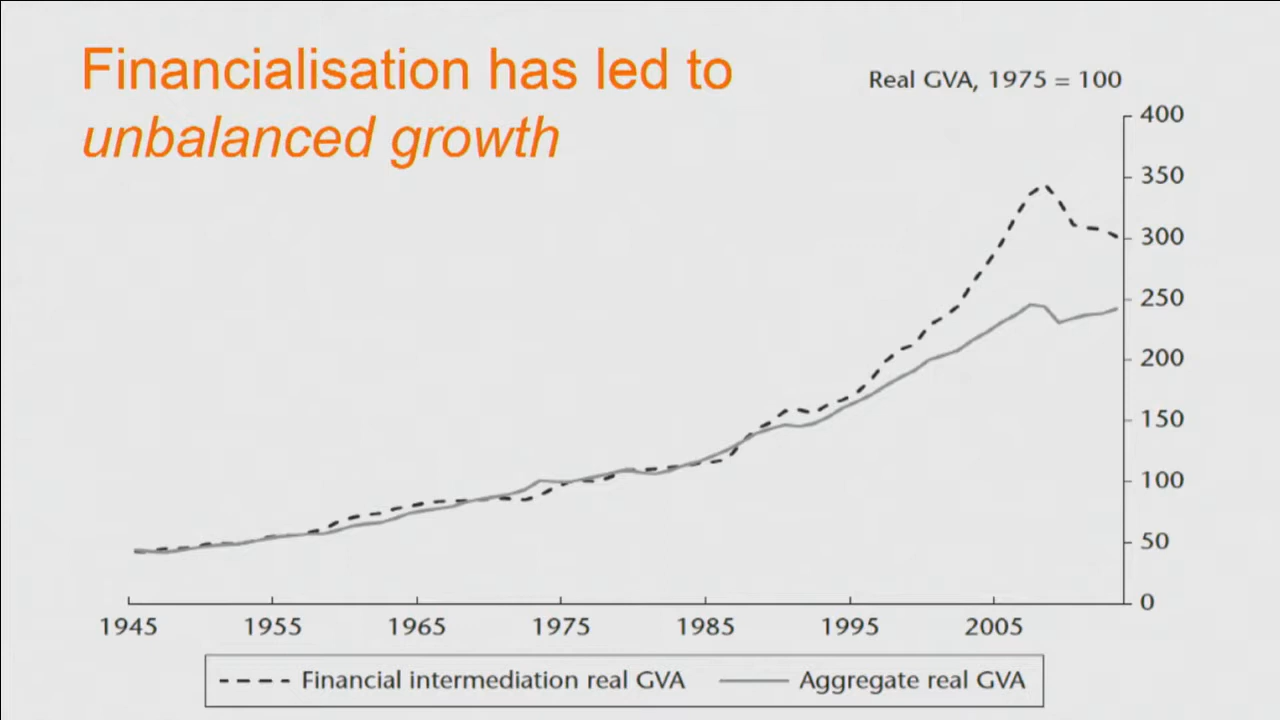 Financialisation has led to
unbalanced growth
Real GVA, 1975 = 100
400
350
300
250
200
150
100
50
0
1945 1955 1965 1975 1985 1995 2005
Financial intermediation real GVA Aggregate real GVA